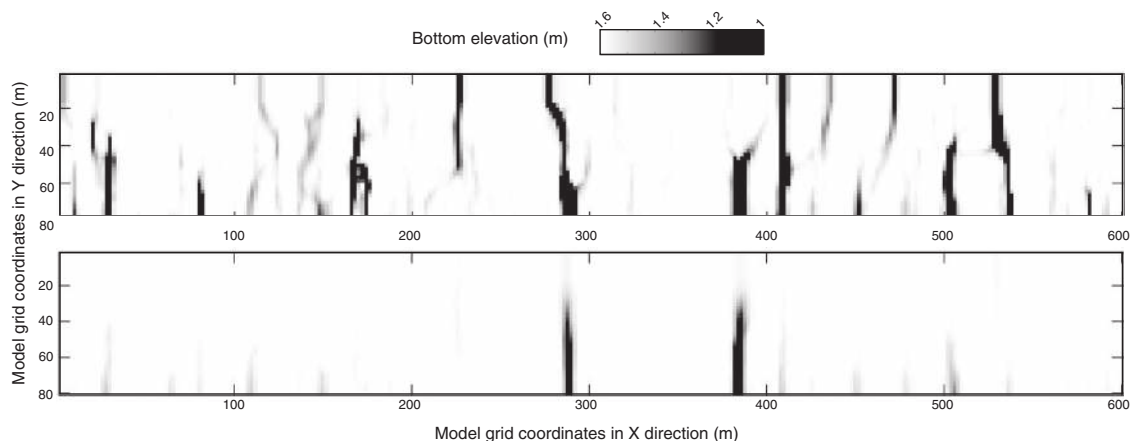 1.6 1.4 1.2 1
Bottom elevation (m)
Model grid coordinates in Y direction (m)
20
40
60
80
100 200 300 400 500 600
20
40
60
80
100 200 300 400 500 600
Model grid coordinates in X direction (m)